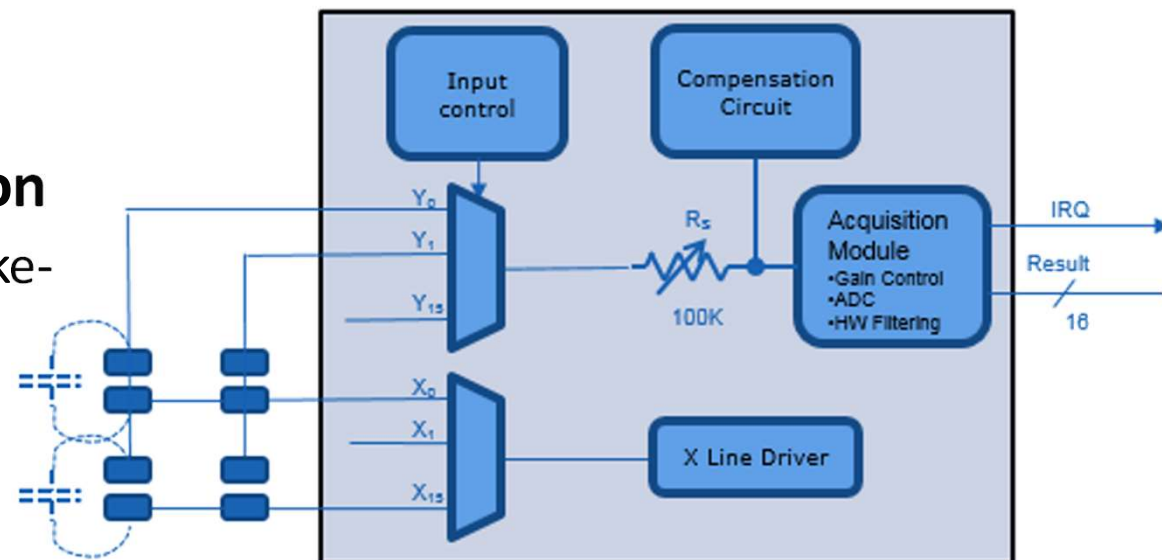 on
ke-
Input
control
Compensation
Circuit
Y0
Y1
Y15
Rs
100K
Acquisition
Module
•Gain Control
•ADC
•HW Filtering
IRQ
Result
16
X0
X1
X15
X Line Driver